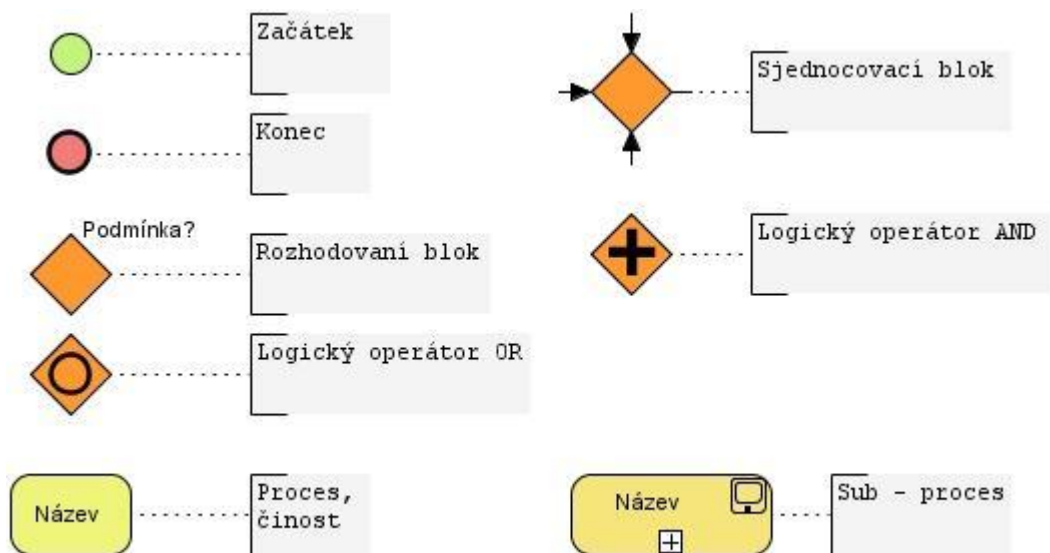 Začátek
Sjednocovací blok
Konec
Podmínka?
Rozhodovaní blok
Logický operátor AND
Logický operátor OR
Název
Proces,
činost
Název
Sub - proces